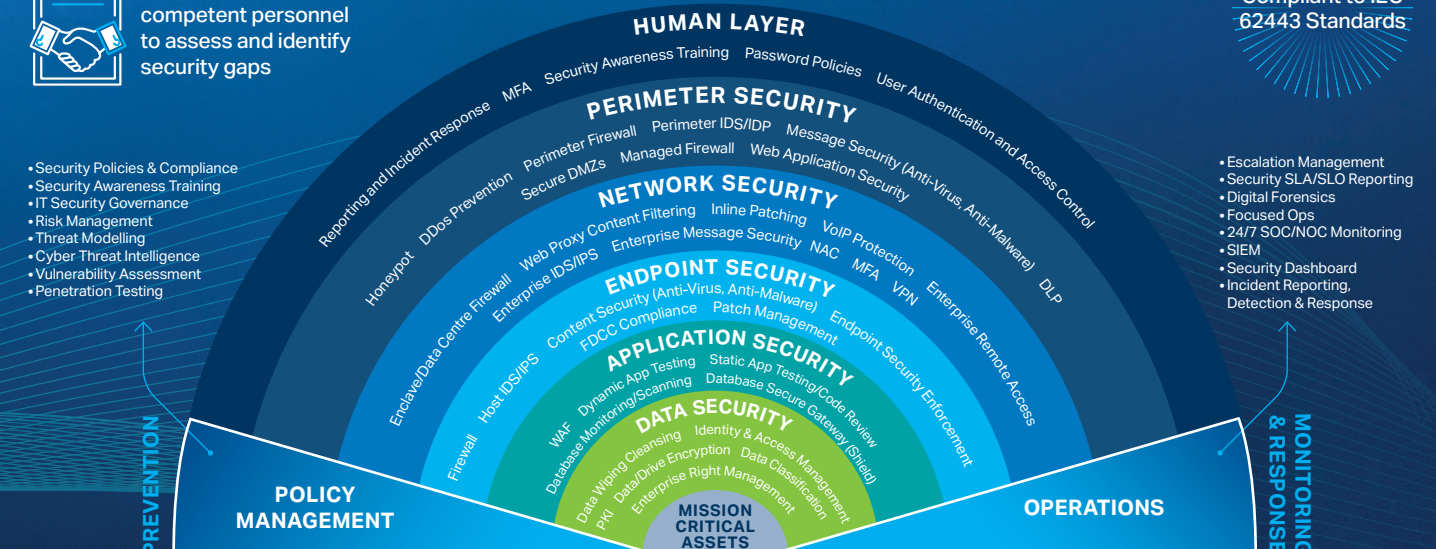 competent personnel
to assess and identify
security gaps
Compliant to IEC
62443 Standards
• Security Policies & Compliance
• Security Awareness Training
• IT Security Governance
• Risk Management
• Threat Modelling
• Cyber Threat Intelligence
• Vulnerability Assessment
• Penetration Testing
PREVENTION
HUMAN LAYER
Reporting and Incident Response MFA Security Awareness Training Password Policies User Authentication and Access Control
PERIMETER SECURITY
Honeypot DDos Prevention Perimeter Firewall Perimeter IDS/IDP Message Security (Anti-Virus, Anti-Malware) DLP
Secure DMZs Managed Firewall Web Application Security
NETWORK SECURITY
Enclave/Data Centre Firewall Web Proxy Content Filtering Inline Patching VoIP Protection Enterprise Remote Access
Enterprise IDS/IPS Enterprise Message Security NAC MFA VPN
ENDPOINT SECURITY
Firewall Host IDS/IPS Content Security (Anti-Virus, Anti-Malware) Endpoint Security Enforcement
FDCC Compliance Patch Management
APPLICATION SECURITY
WAF Dynamic App Testing Static App Testing/Code Review
Database Monitoring/Scanning Database Secure Gateway (Shield)
DATA SECURITY
Data Wiping Cleansing Identity & Access Management
PKI Data/Drive Encryption Data Classification
Enterprise Right Management
MISSION
CRITICAL
ASSETS
POLICY
MANAGEMENT
OPERATIONS
• Escalation Management
• Security SLA/SLO Reporting
• Digital Forensics
• Focused Ops
• 24/7 SOC/NOC Monitoring
• SIEM
• Security Dashboard
• Incident Reporting,
Detection & Response
MONITORING
& RESPONSE